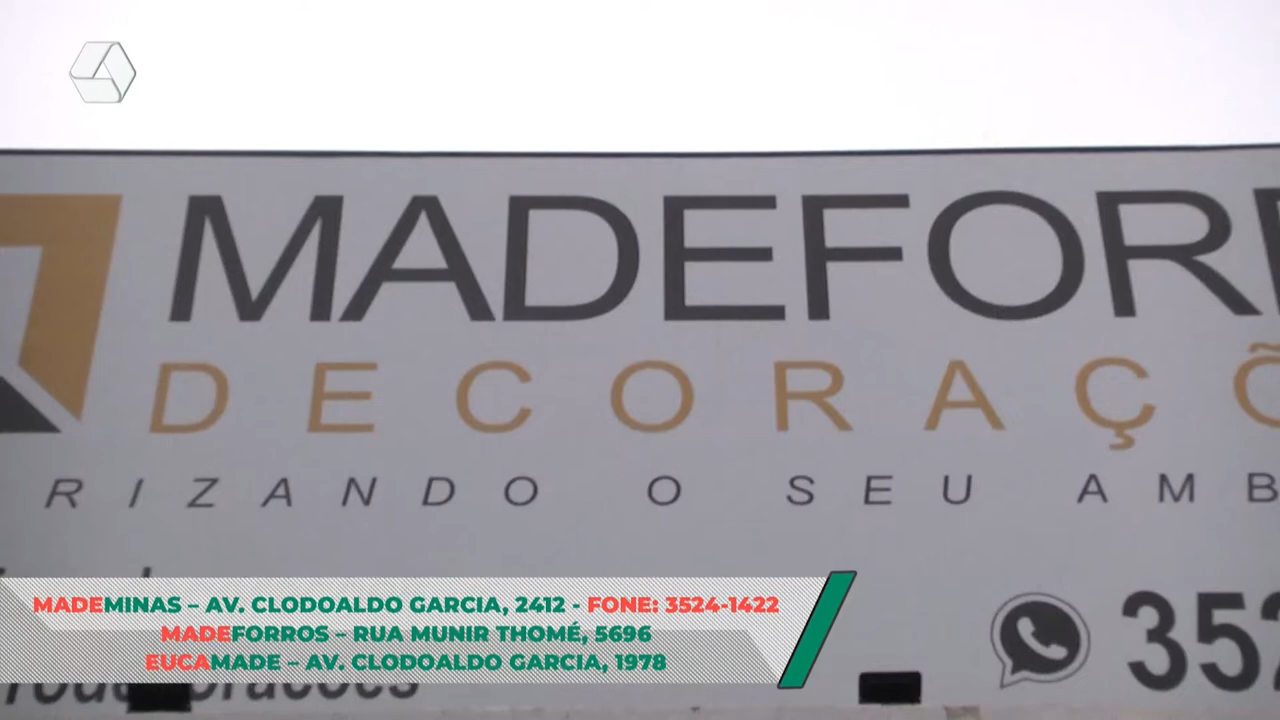 MADEFOR
DECORAÇÕ
RIZANDO O SEU AMB
MADEMINAS – AV. CLODOALDO GARCIA, 2412 - FONE: 3524-1422
MADEFORROS – RUA MUNIR THOMÉ, 5696
EUCAMADE – AV. CLODOALDO GARCIA, 1978
352